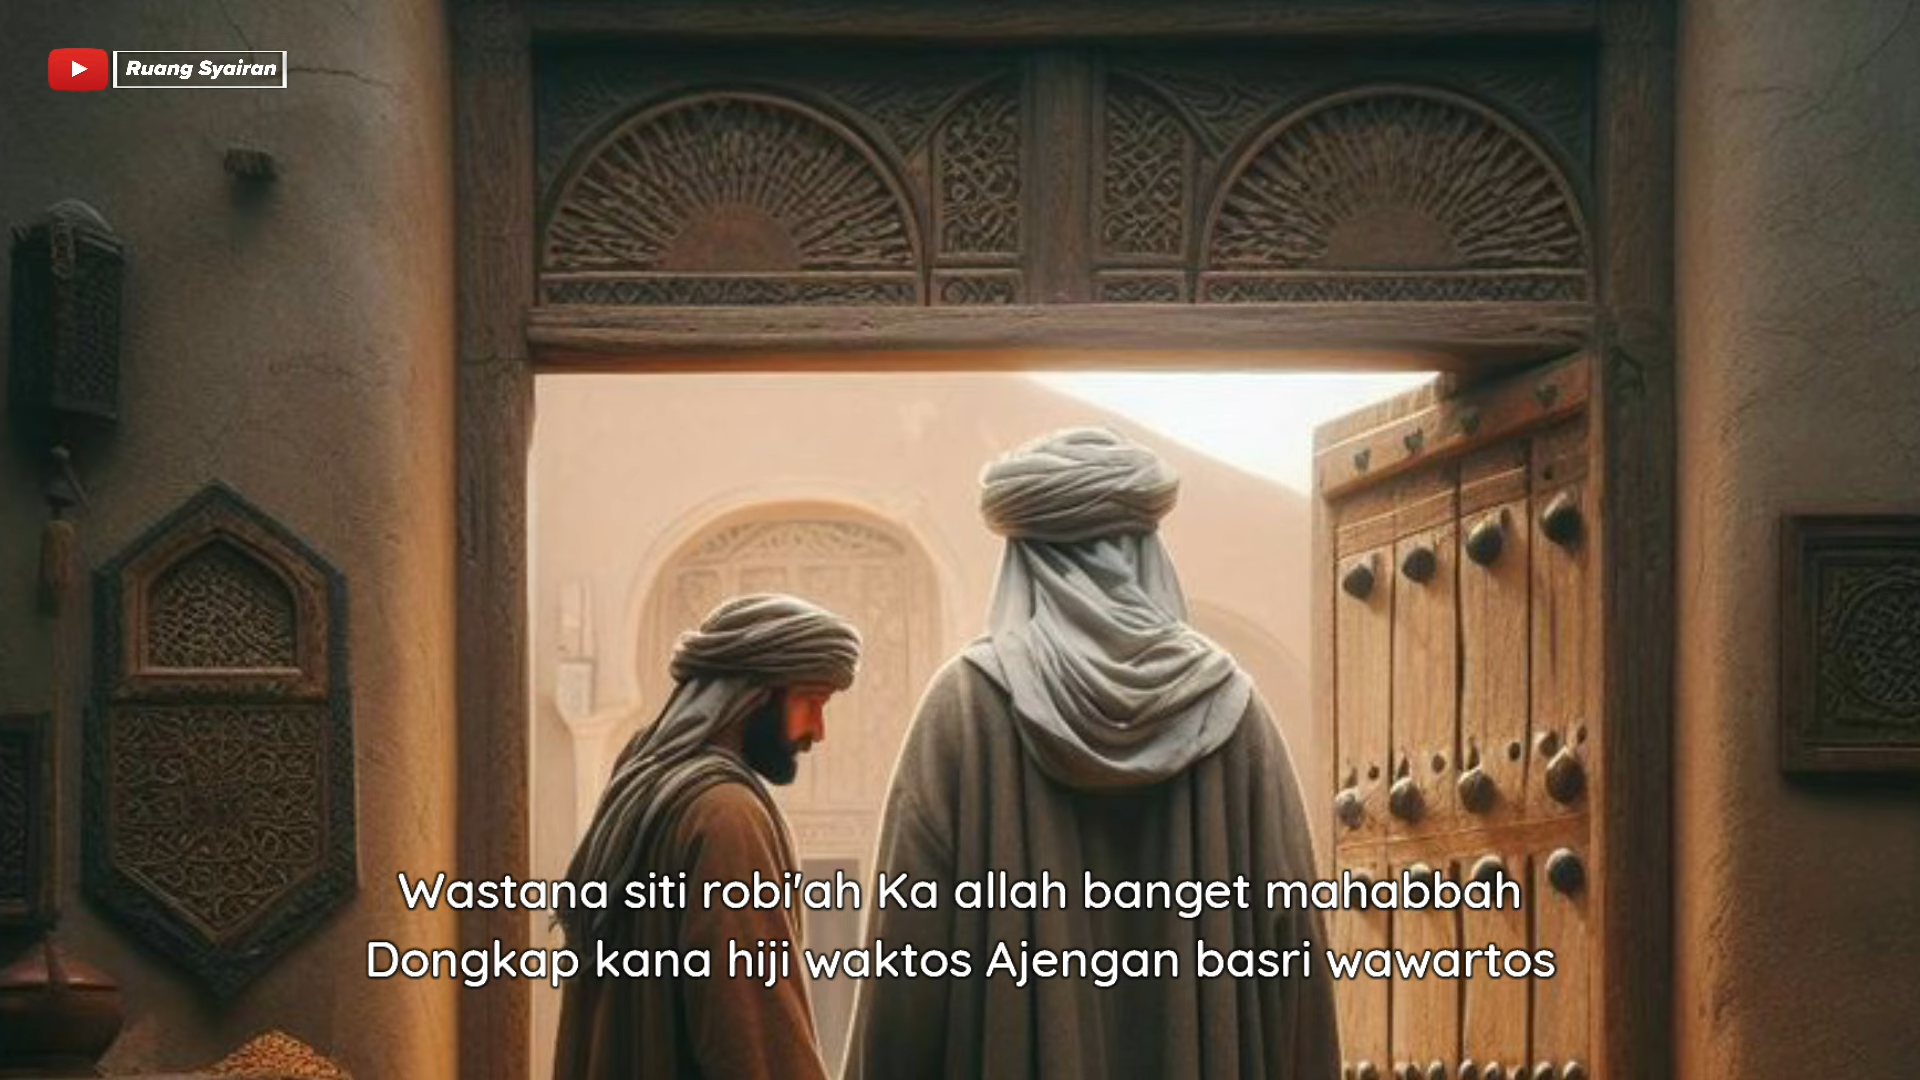 Ruang Syairan
Wastana siti robi'ah Ka allah banget mahabbah
Dongkap kana hiji waktos Ajengan basri wawartos